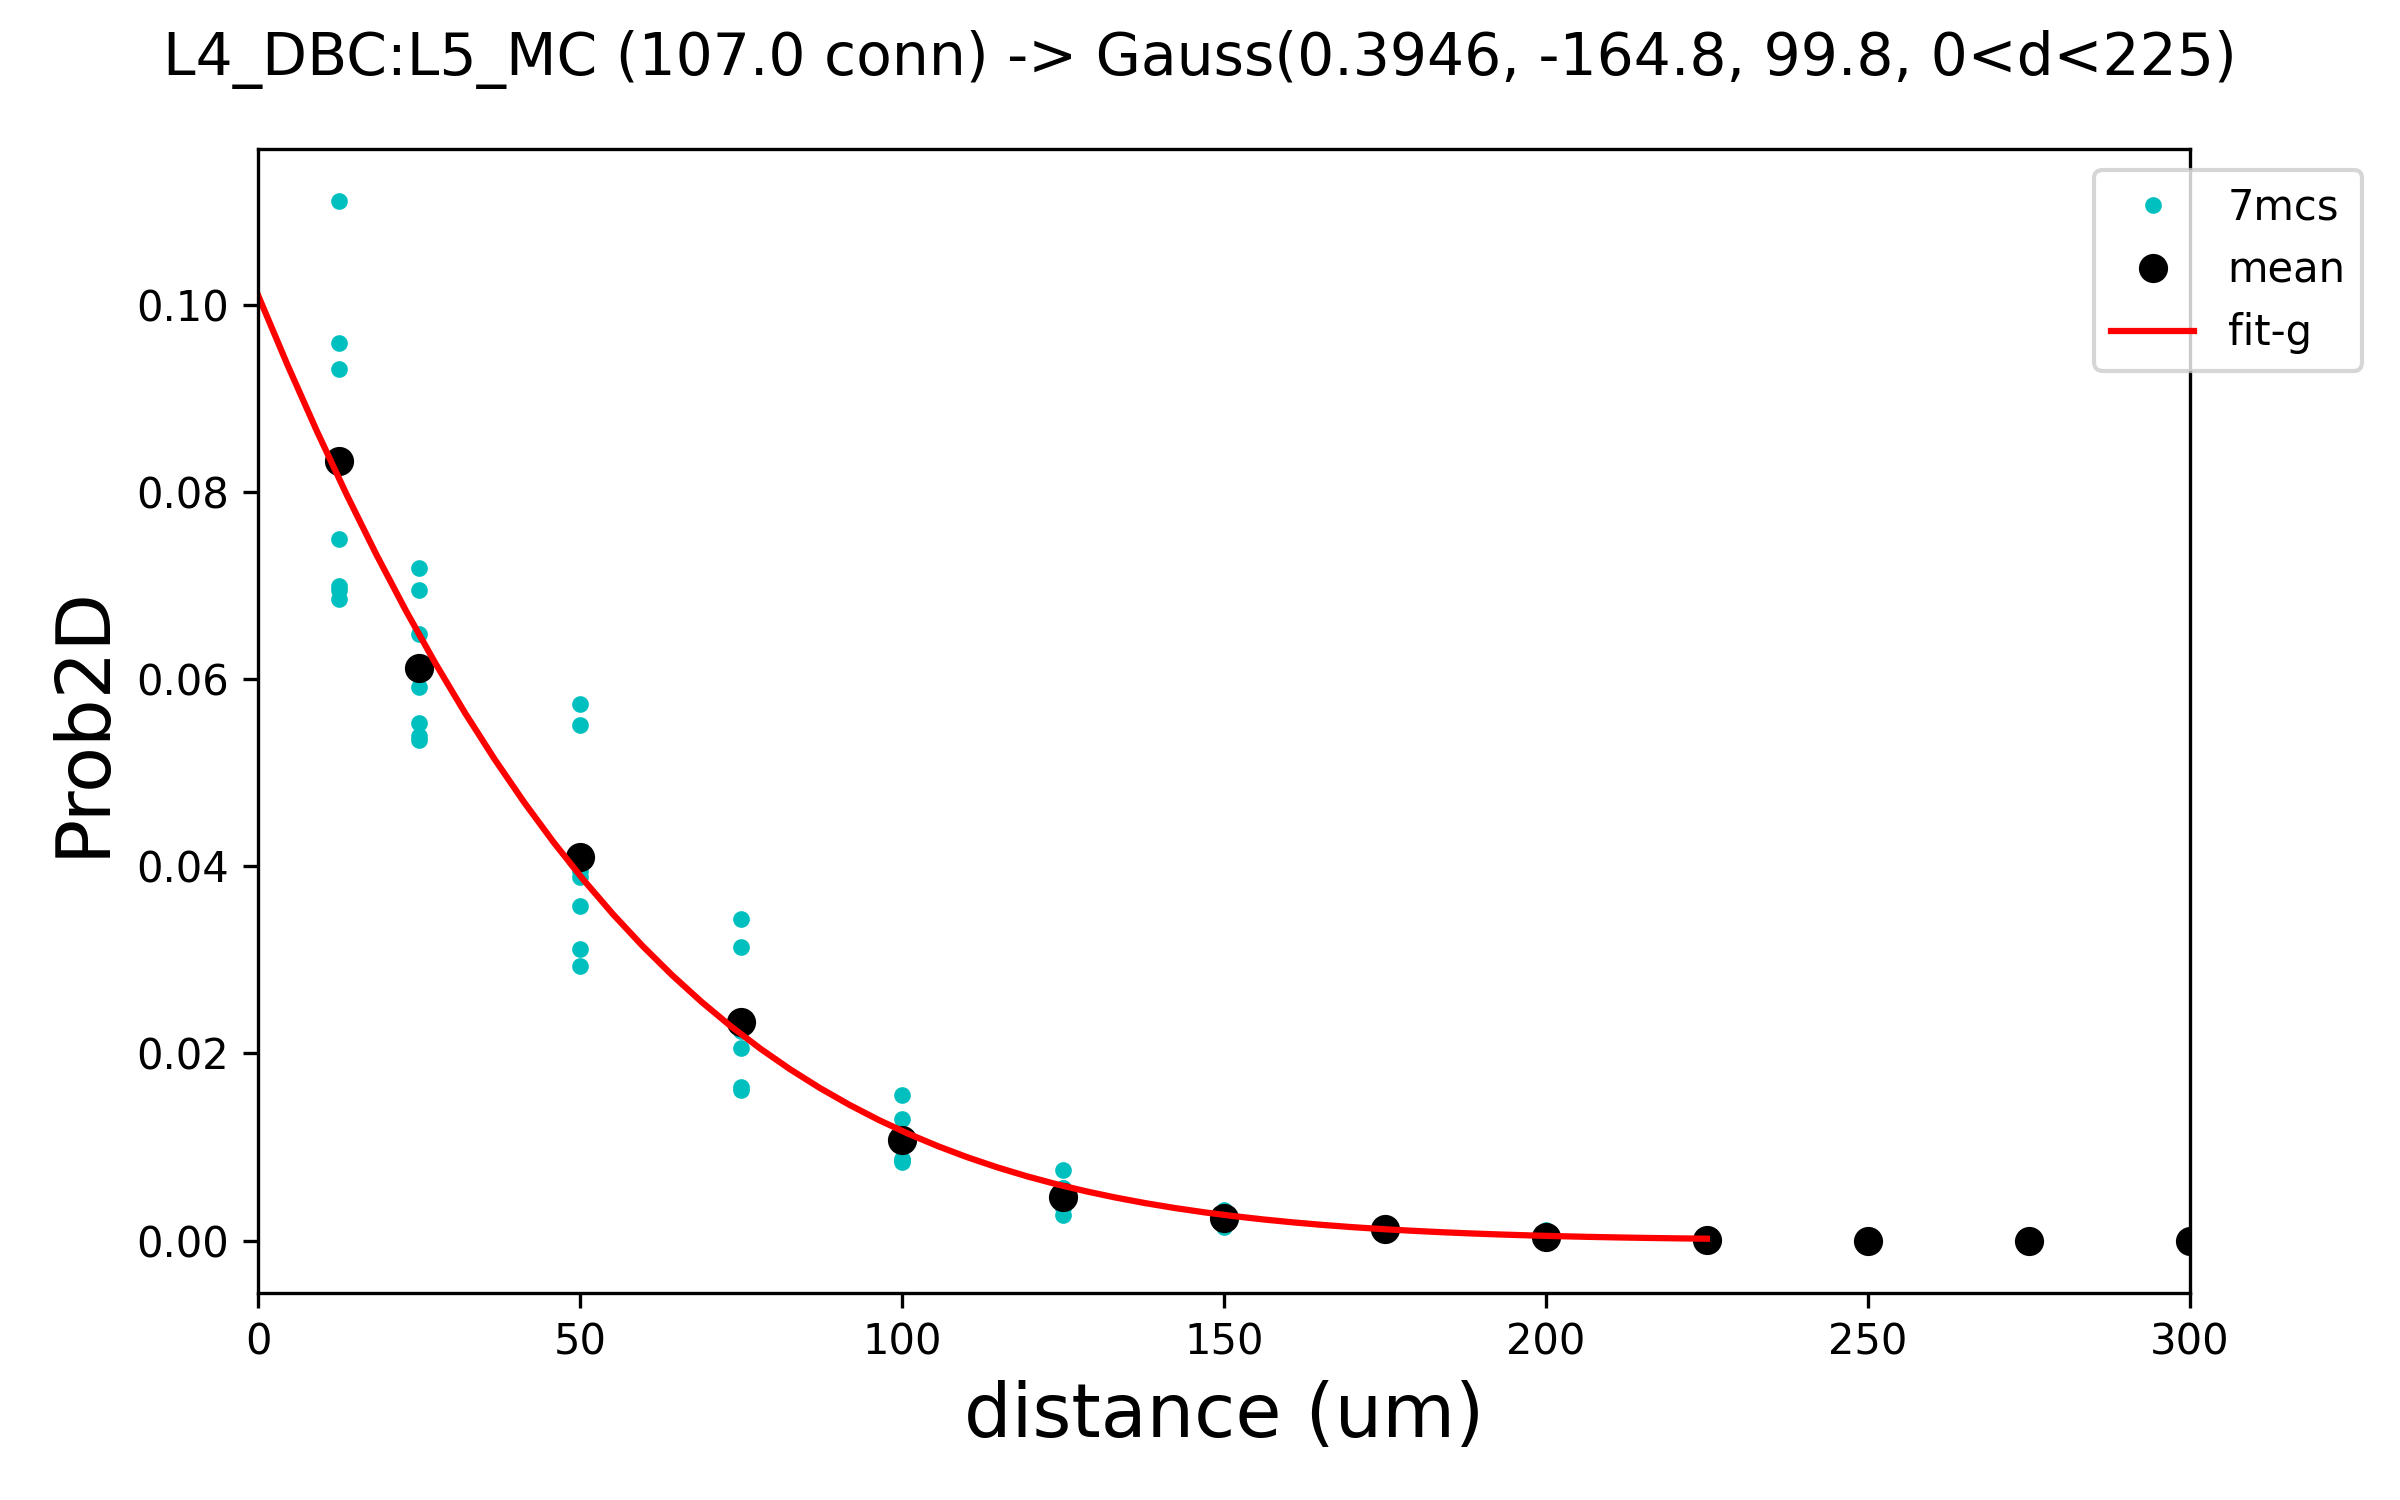 L4_DBC:L5_MC (107.0 conn) -> Gauss(0.3946, -164.8, 99.8, 0<d<225)
7mcs
mean
fit-g
0.10
0.08
0.06
0.04
0.02
0.00
Prob2D
0 50 100 150 200 250 300
distance (um)